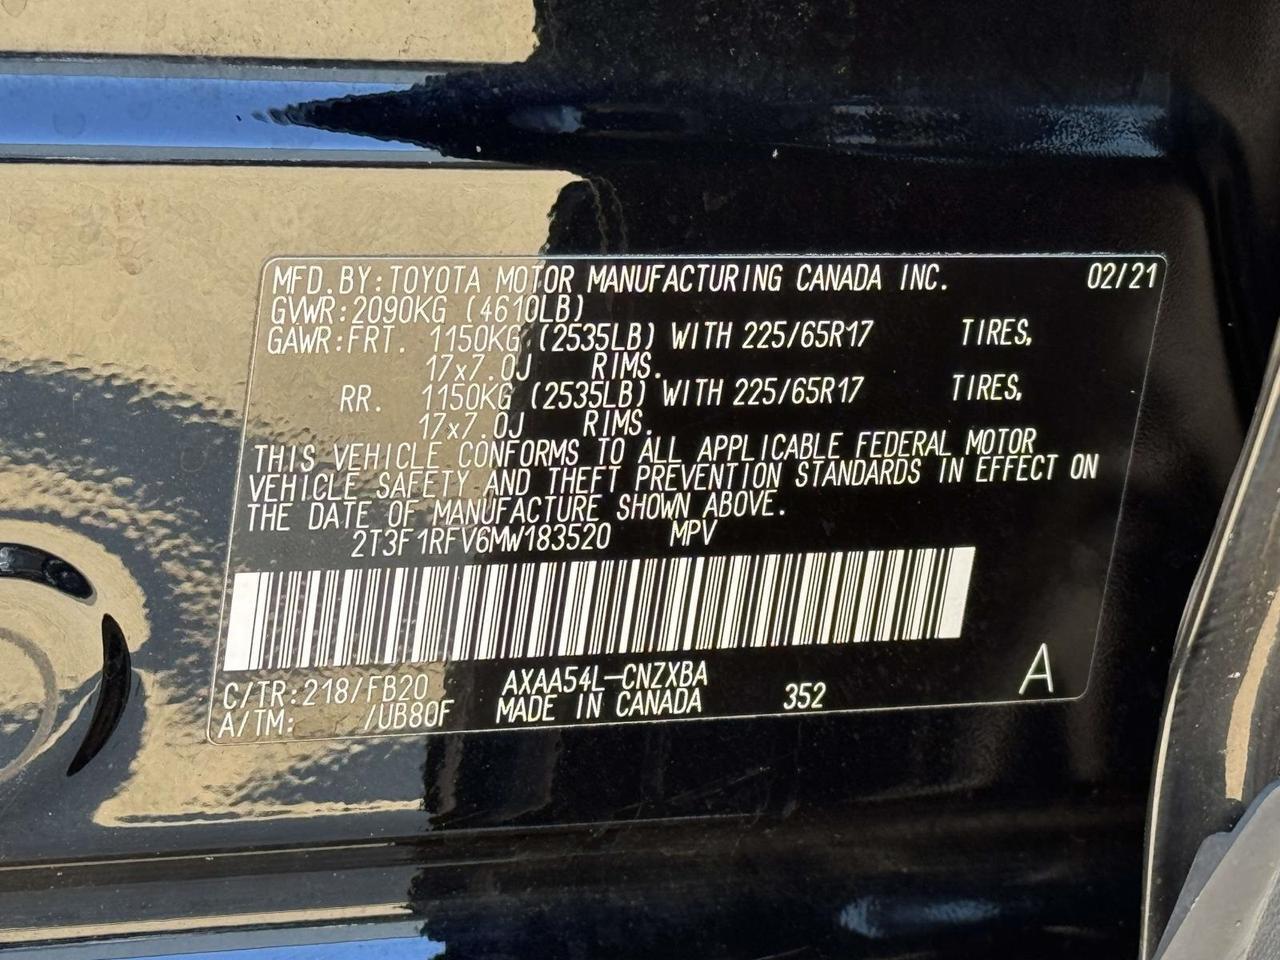 MFD.BY:TOYOTA MOTOR MANUFACTURING CANADA INC. 02/21
GVWR:2090KG (4610LB)
GAWR:FRT. 1150KG (2535LB) WITH 225/65R17 TIRES,
17x7.0J RIMS.
RR. 1150KG (2535LB) WITH 225/65R17 TIRES,
17x7.0J RIMS.
THIS VEHICLE CONFORMS TO ALL APPLICABLE FEDERAL MOTOR
VEHICLE SAFETY AND THEFT PREVENTION STANDARDS IN EFFECT ON
THE DATE OF MANUFACTURE SHOWN ABOVE.
2T3F1RFV6MW183520 MPV
C/TR:218/FB20 AXAA54L-CNZXBA
A/TM: /UB80F MADE IN CANADA 352 A